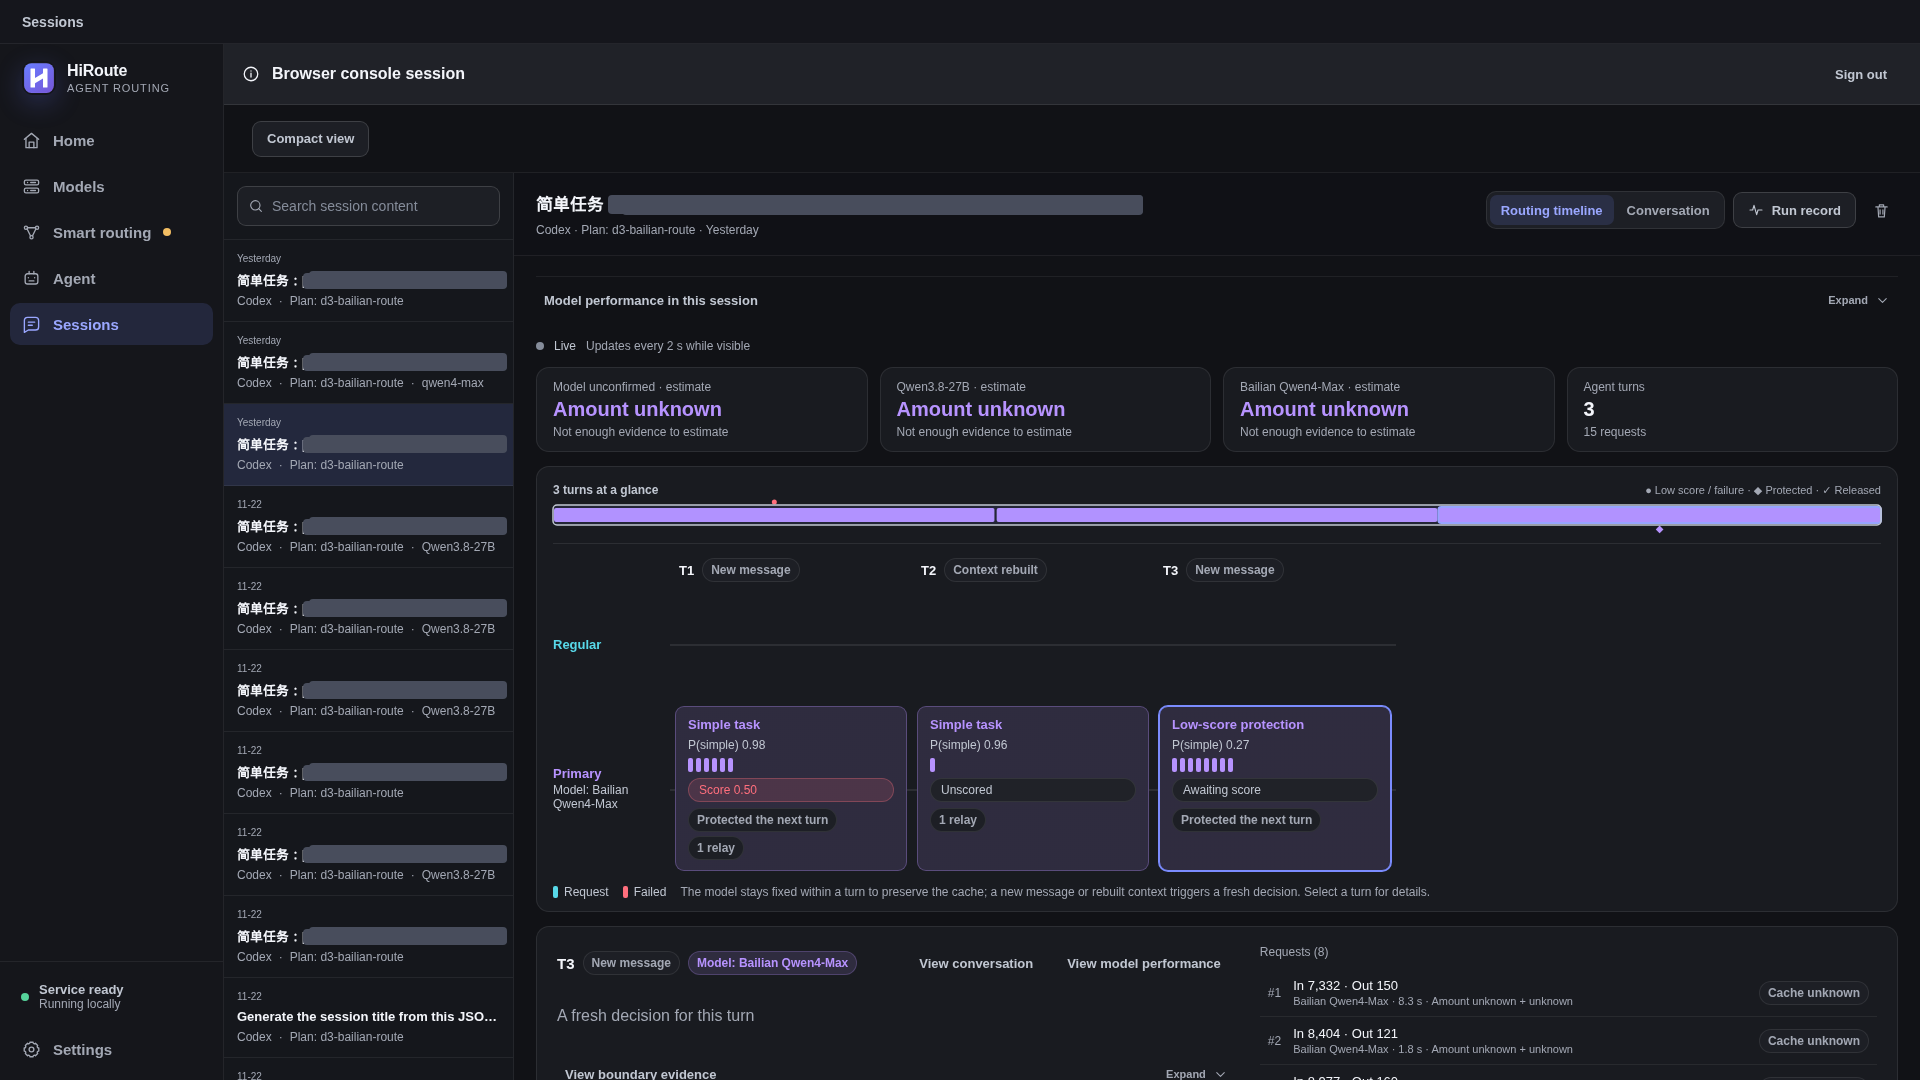 Sessions
HiRoute
AGENT ROUTING
Home
Models
Smart routing
Agent
Sessions
Service ready
Running locally
Settings
Browser console session
Sign out
Compact view
Search session content
Yesterday
简单任务：
Codex · Plan: d3-bailian-route
Yesterday
简单任务：
Codex · Plan: d3-bailian-route · qwen4-max
Yesterday
简单任务：
Codex · Plan: d3-bailian-route
11-22
简单任务：
Codex · Plan: d3-bailian-route · Qwen3.8-27B
11-22
简单任务：
Codex · Plan: d3-bailian-route · Qwen3.8-27B
11-22
简单任务：
Codex · Plan: d3-bailian-route · Qwen3.8-27B
11-22
简单任务：
Codex · Plan: d3-bailian-route
11-22
简单任务：
Codex · Plan: d3-bailian-route · Qwen3.8-27B
11-22
简单任务：
Codex · Plan: d3-bailian-route
11-22
Generate the session title from this JSO…
Codex · Plan: d3-bailian-route
11-22
简单任务
Codex · Plan: d3-bailian-route · Yesterday
Routing timeline
Conversation
Run record
Model performance in this session
Expand
Live Updates every 2 s while visible
Model unconfirmed · estimate
Amount unknown
Not enough evidence to estimate
Qwen3.8-27B · estimate
Amount unknown
Not enough evidence to estimate
Bailian Qwen4-Max · estimate
Amount unknown
Not enough evidence to estimate
Agent turns
3
15 requests
3 turns at a glance
● Low score / failure · ◆ Protected · ✓ Released
T1 New message
T2 Context rebuilt
T3 New message
Regular
Primary
Model: Bailian
Qwen4-Max
Simple task
P(simple) 0.98
Score 0.50
Protected the next turn
1 relay
Simple task
P(simple) 0.96
Unscored
1 relay
Low-score protection
P(simple) 0.27
Awaiting score
Protected the next turn
Request Failed The model stays fixed within a turn to preserve the cache; a new message or rebuilt context triggers a fresh decision. Select a turn for details.
T3 New message Model: Bailian Qwen4-Max
View conversation
View model performance
A fresh decision for this turn
View boundary evidence
Expand
Requests (8)
#1 In 7,332 · Out 150
Bailian Qwen4-Max · 8.3 s · Amount unknown + unknown
Cache unknown
#2 In 8,404 · Out 121
Bailian Qwen4-Max · 1.8 s · Amount unknown + unknown
Cache unknown